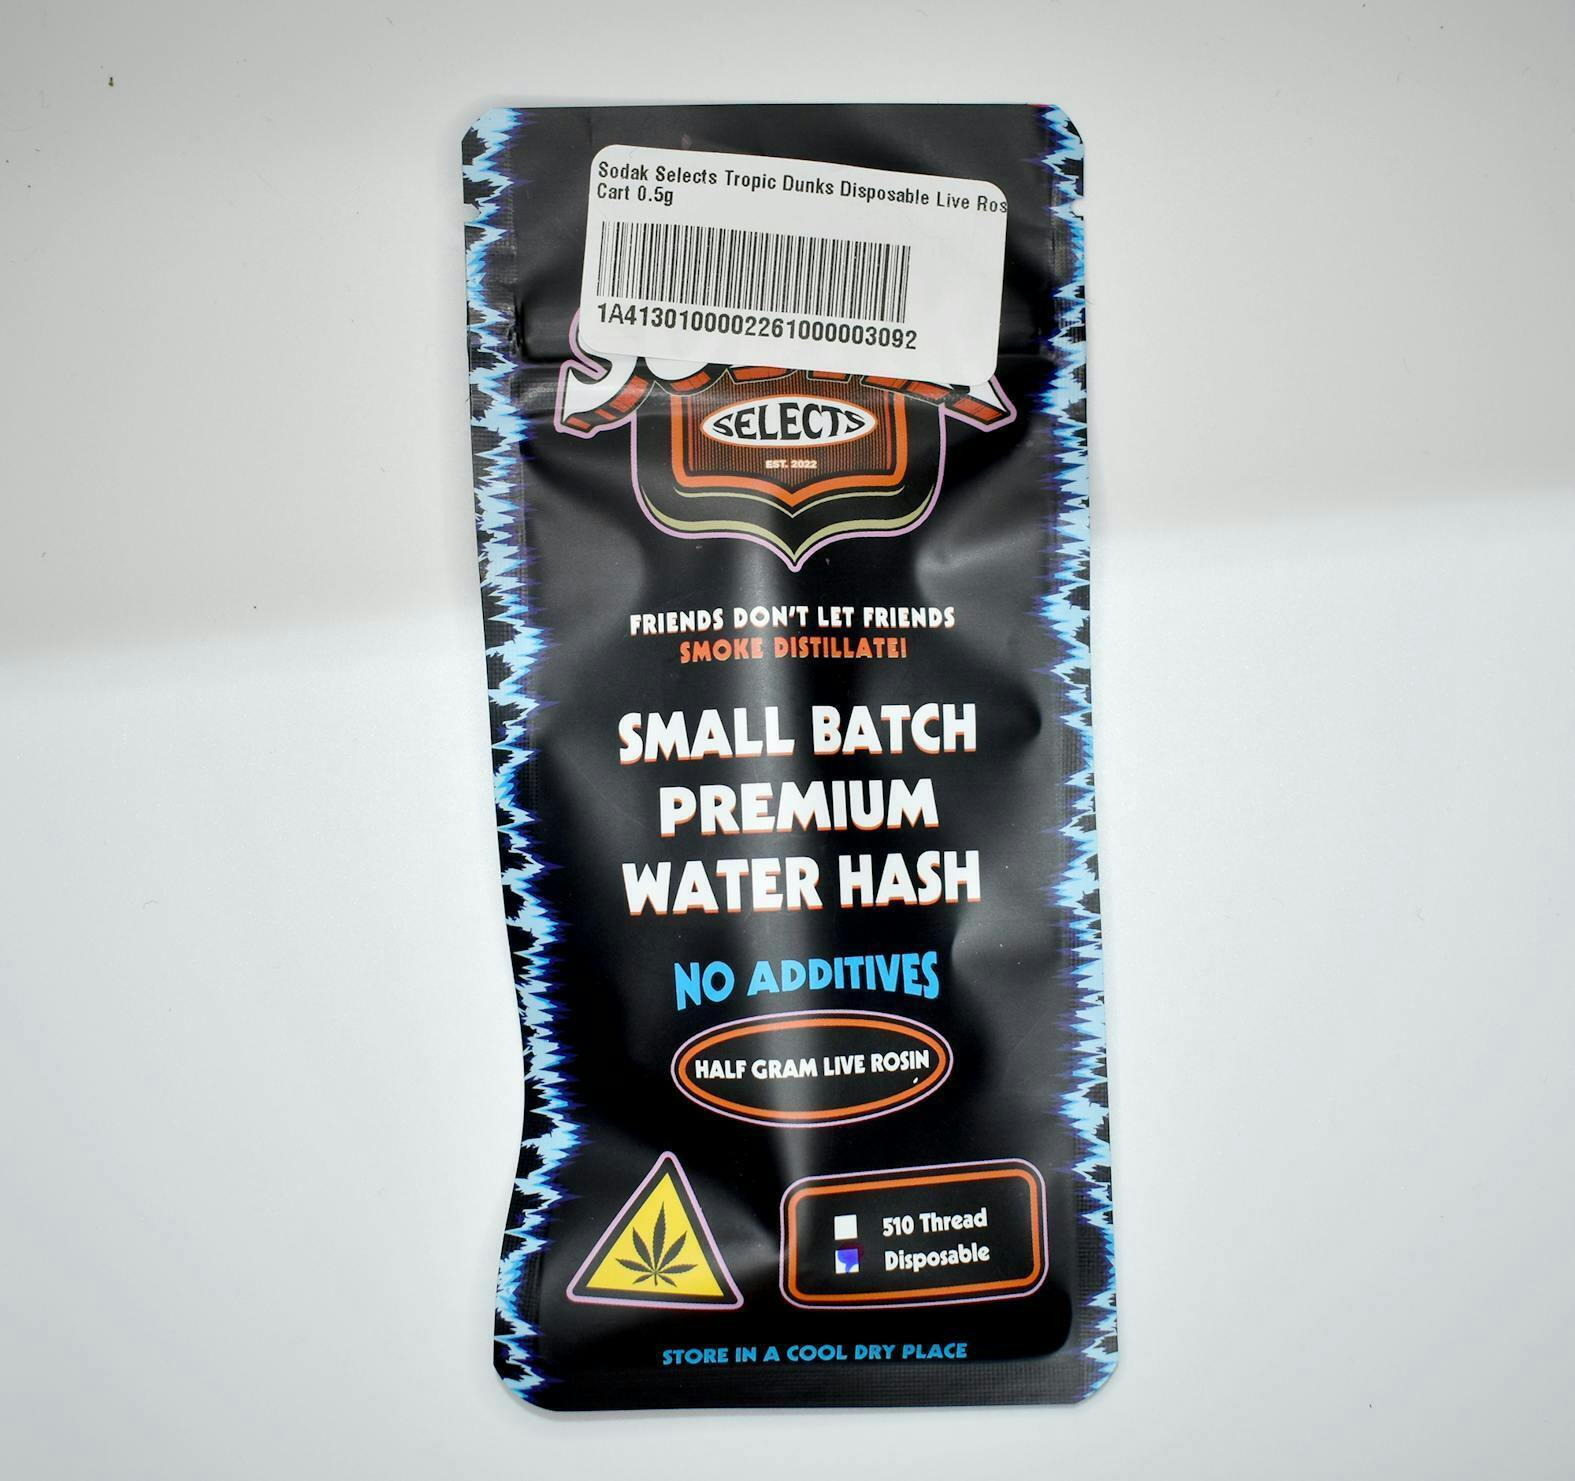 Sodak Selects Tropic Dunks Disposable Live Ros
Cart 0.5g
1A4130100002261000003092
SELECTS
EST. 2022
FRIENDS DON'T LET FRIENDS
SMOKE DISTILLATE!
SMALL BATCH
PREMIUM
WATER HASH
NO ADDITIVES
HALF GRAM LIVE ROSIN
510 Thread
Disposable
STORE IN A COOL DRY PLACE